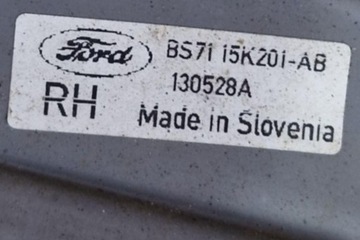 Ford
BS71 15K201-AB
130528A
RH
Made in Slovenia